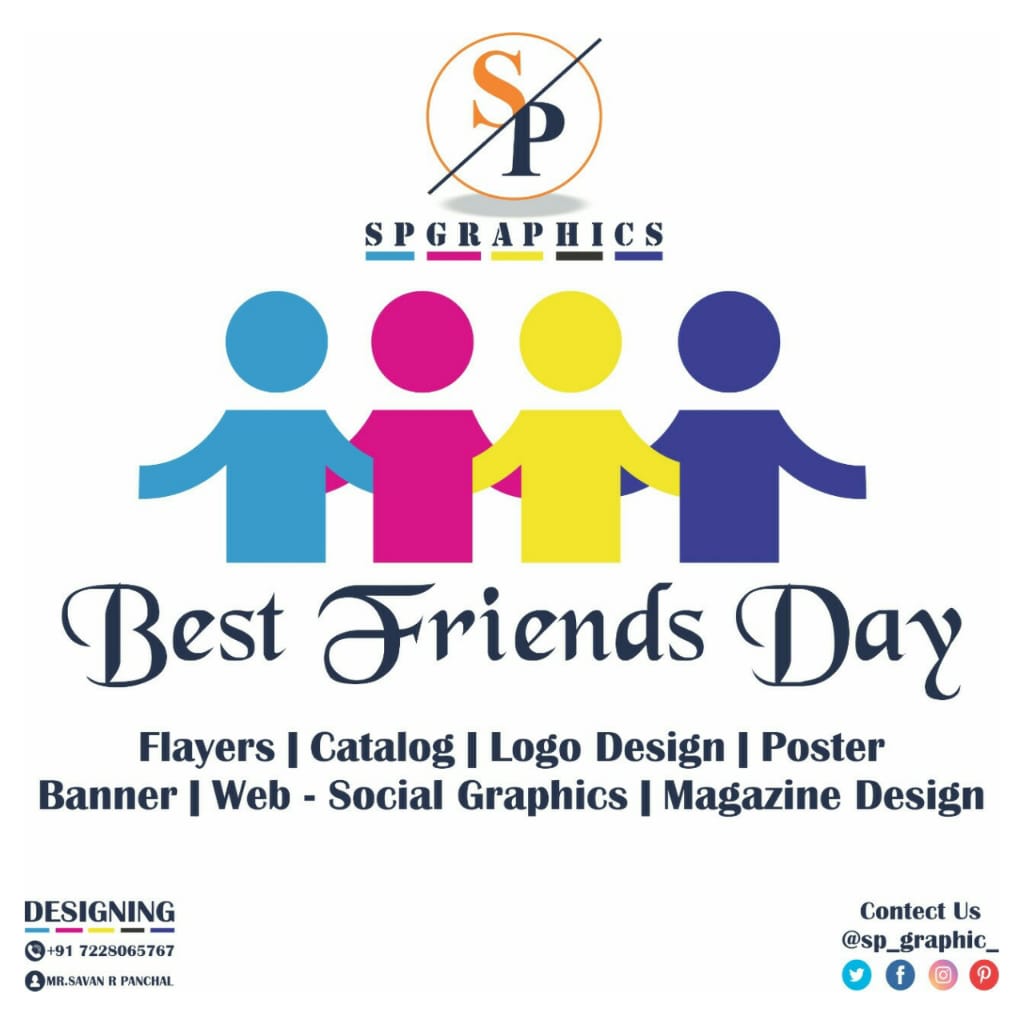 SP
SPGRAPHICS
Best Friends Day
Flayers | Catalog | Logo Design | Poster
Banner | Web - Social Graphics | Magazine Design
DESIGNING
+91 7228065767
MR.SAVAN R PANCHAL
Contect Us
@sp_graphic_